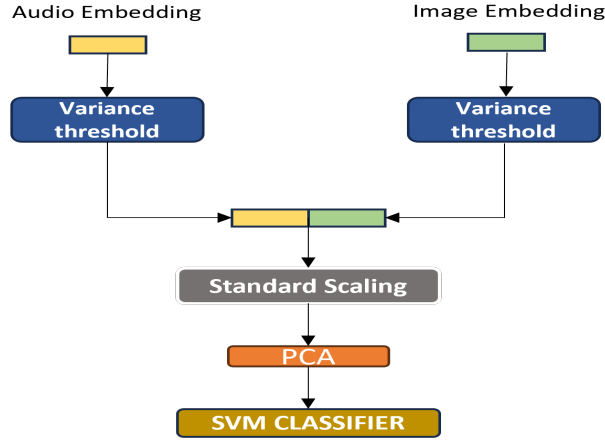 Audio Embedding
Image Embedding
Variance
threshold
Variance
threshold
Standard Scaling
PCA
SVM CLASSIFIER